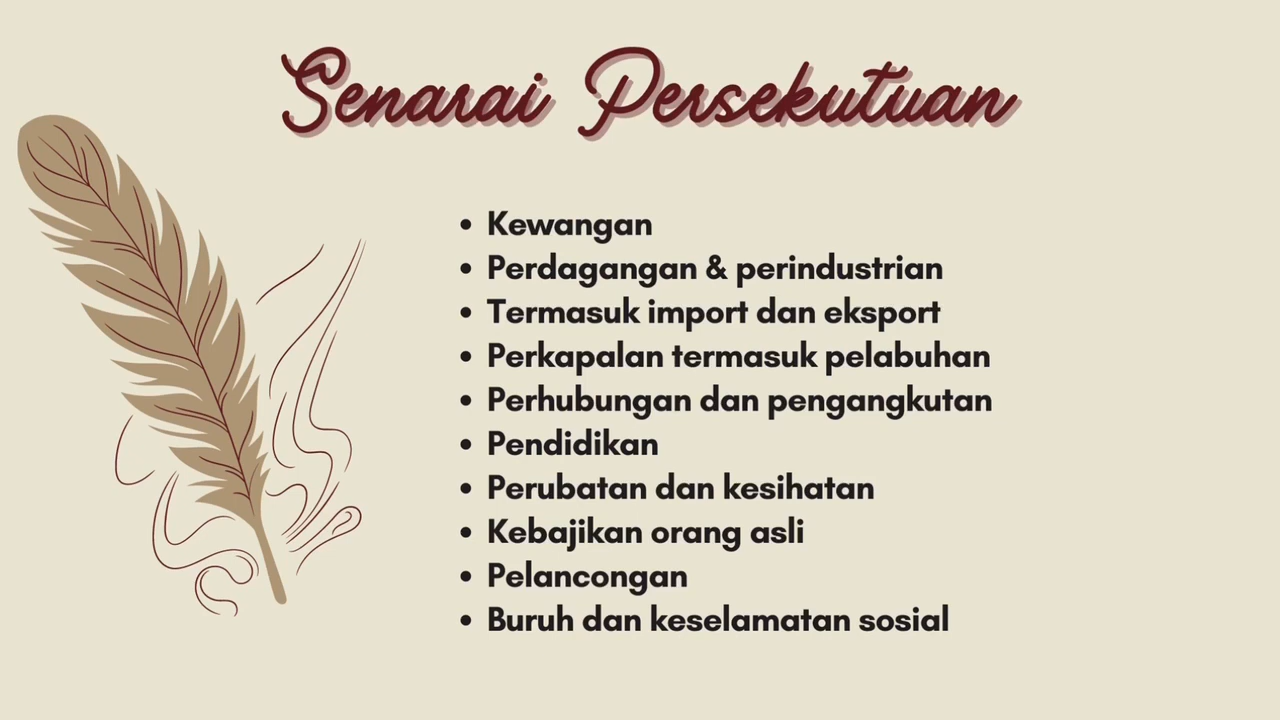 Senarai Persekutuan
• Kewangan
• Perdagangan & perindustrian
• Termasuk import dan eksport
• Perkapalan termasuk pelabuhan
• Perhubungan dan pengangkutan
• Pendidikan
• Perubatan dan kesihatan
• Kebajikan orang asli
• Pelancongan
• Buruh dan keselamatan sosial